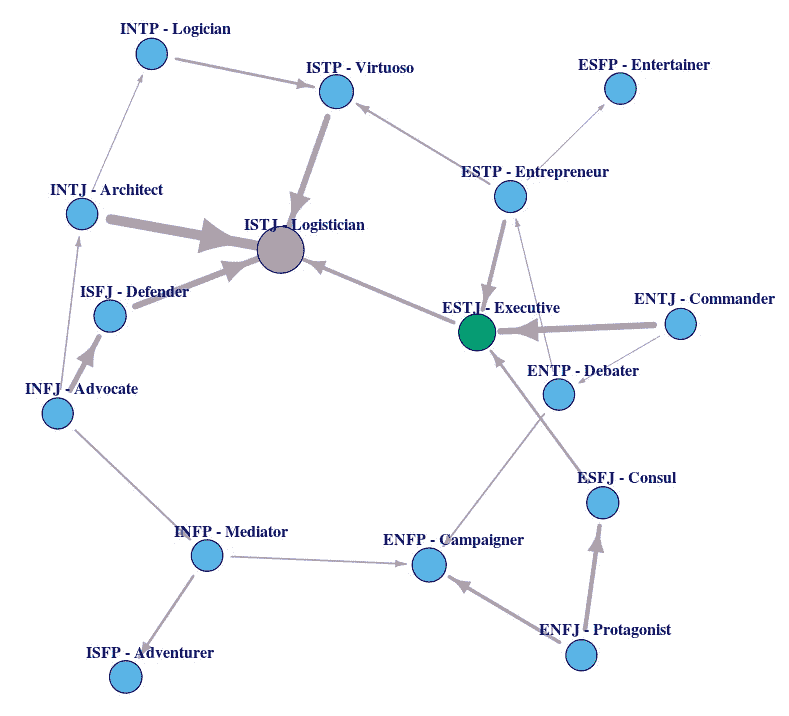 INTP - Logician
ISTP - Virtuoso
ESFP - Entertainer
ESTP - Entrepreneur
INTJ - Architect
ISTJ - Logistician
ISFJ - Defender
ENTJ - Commander
ESTJ - Executive
ENTP - Debater
INFJ - Advocate
ESFJ - Consul
INFP - Mediator
ENFP - Campaigner
ENFJ - Protagonist
ISFP - Adventurer